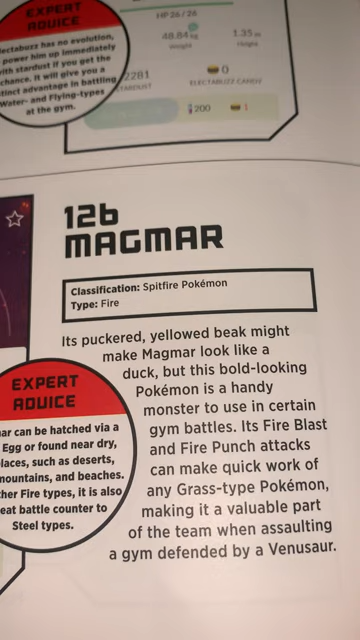 EXPERT
ADVICE
Electabuzz has no evolution,
power him up immediately
with stardust if you get the
chance. It will give you a
distinct advantage in battling
Water- and Flying-types
at the gym.
HP 26 / 26
48.84 kg
Weight
1.35 m
Height
2281
STARDUST
0
ELECTABUZZ CANDY
200
1
126
MAGMAR
Classification: Spitfire Pokémon
Type: Fire
Its puckered, yellowed beak might
make Magmar look like a
duck, but this bold-looking
Pokémon is a handy
monster to use in certain
gym battles. Its Fire Blast
and Fire Punch attacks
can make quick work of
any Grass-type Pokémon,
making it a valuable part
of the team when assaulting
a gym defended by a Venusaur.
EXPERT
ADVICE
ar can be hatched via a
Egg or found near dry,
laces, such as deserts,
mountains, and beaches.
her Fire types, it is also
eat battle counter to
Steel types.